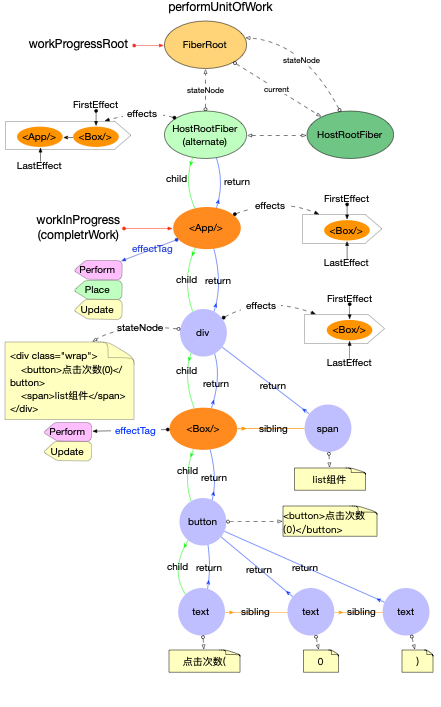 performUnitOfWork
workProgressRoot
FiberRoot
stateNode
stateNode
current
FirstEffect
effects
<App/>
<Box/>
LastEffect
HostRootFiber
(alternate)
HostRootFiber
child
return
workInProgress
(completrWork)
<App/>
effects
FirstEffect
<Box/>
LastEffect
effectTag
Perform
Place
Update
child
return
stateNode
div
effects
FirstEffect
<Box/>
LastEffect
<div class="wrap">
<button>点击次数(0)</
button>
<span>list组件</span>
</div>
child
return
return
Perform
Update
effectTag
<Box/>
sibling
span
list组件
child
return
button
<button>点击次数
(0)</button>
child
return
return
return
text
sibling
text
sibling
text
点击次数(
0
)